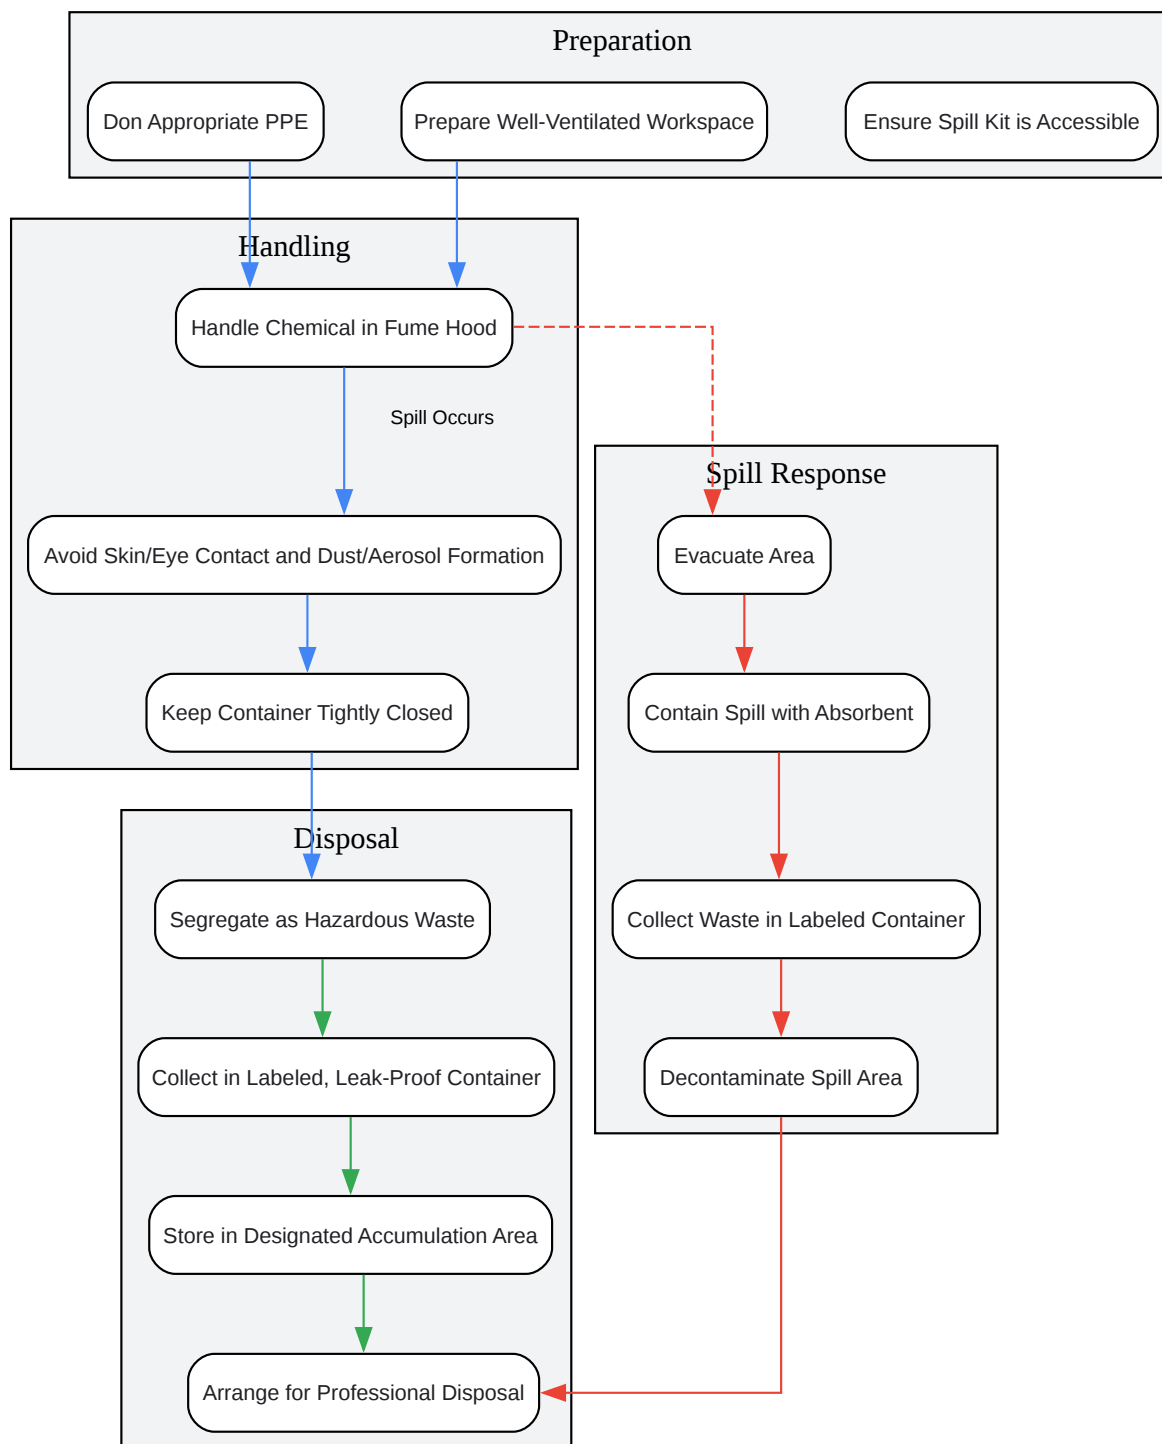 Preparation
Don Appropriate PPE
Prepare Well-Ventilated Workspace
Ensure Spill Kit is Accessible
Handling
Handle Chemical in Fume Hood
Spill Occurs
Spill Response
Avoid Skin/Eye Contact and Dust/Aerosol Formation
Evacuate Area
Keep Container Tightly Closed
Contain Spill with Absorbent
Disposal
Segregate as Hazardous Waste
Collect Waste in Labeled Container
Collect in Labeled, Leak-Proof Container
Decontaminate Spill Area
Store in Designated Accumulation Area
Arrange for Professional Disposal